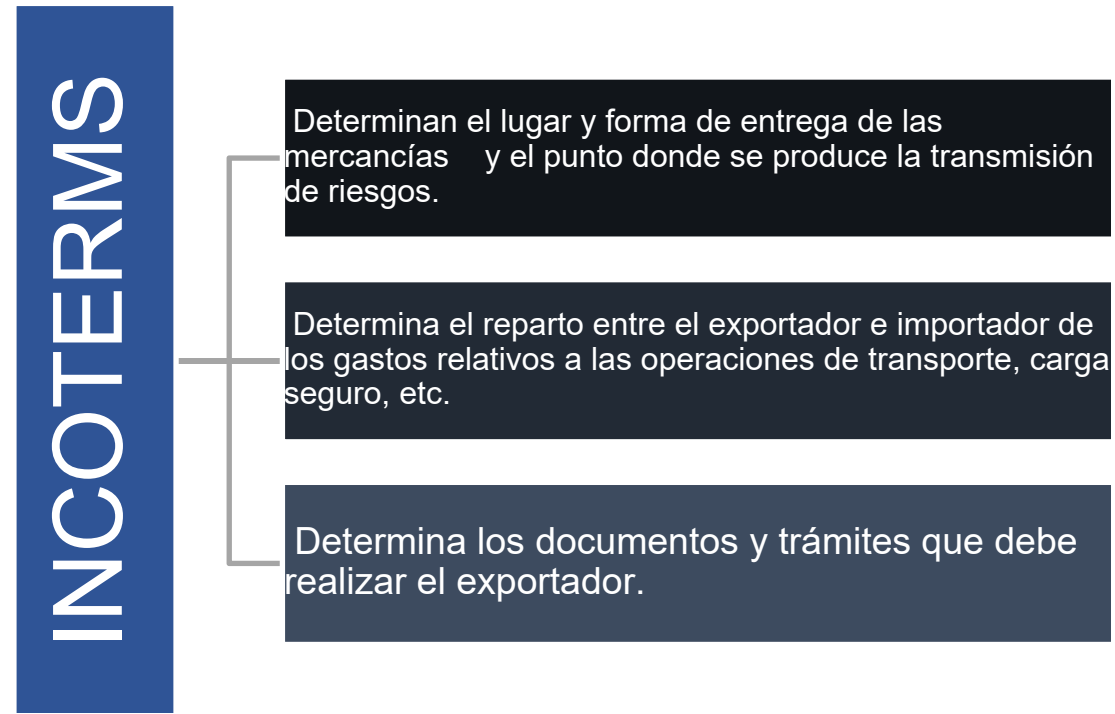 INCOTERMS
Determinan el lugar y forma de entrega de las
mercancías    y el punto donde se produce la transmisión
de riesgos.
Determina el reparto entre el exportador e importador de
los gastos relativos a las operaciones de transporte, carga
seguro, etc.
Determina los documentos y trámites que debe
realizar el exportador.